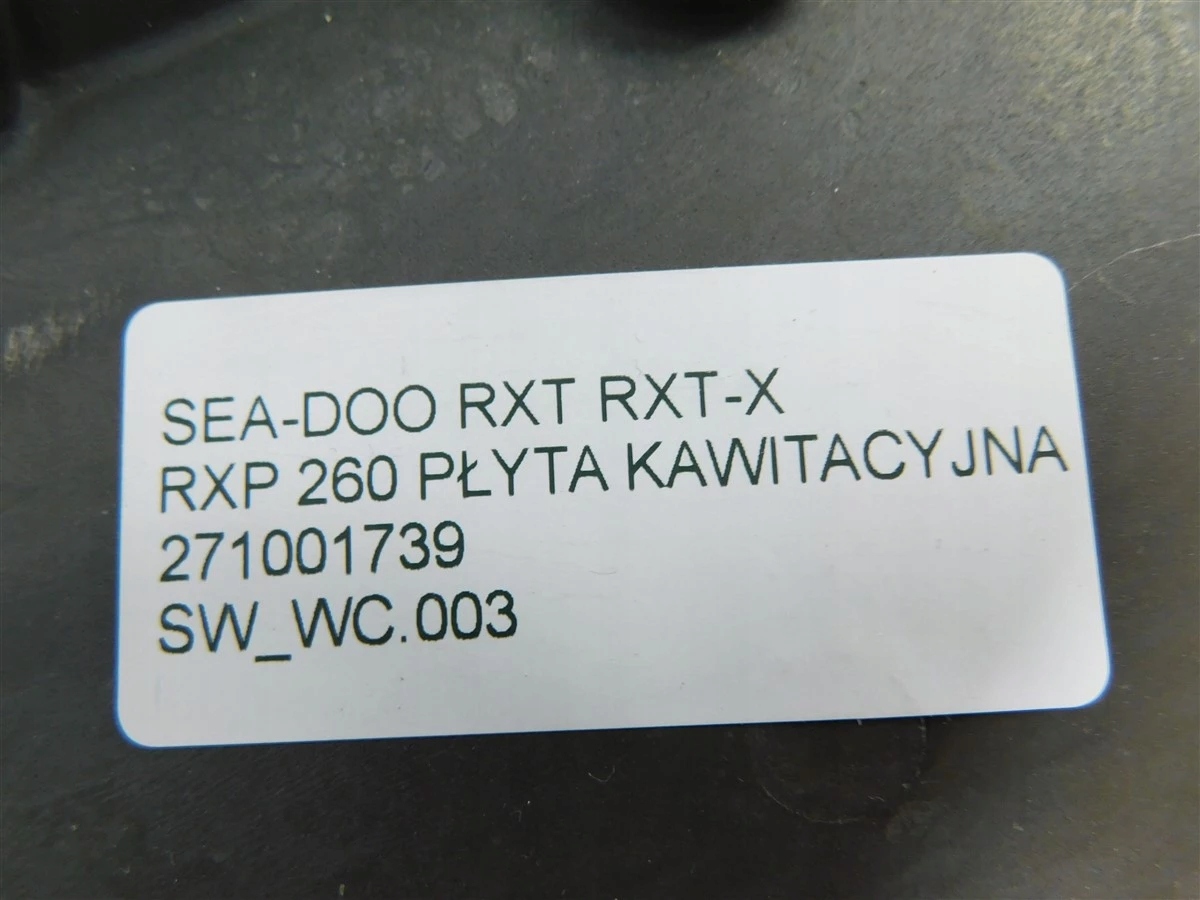 SEA-DOO RXT RXT-X
RXP 260 PŁYTA KAWITACYJNA
271001739
SW_WC.003